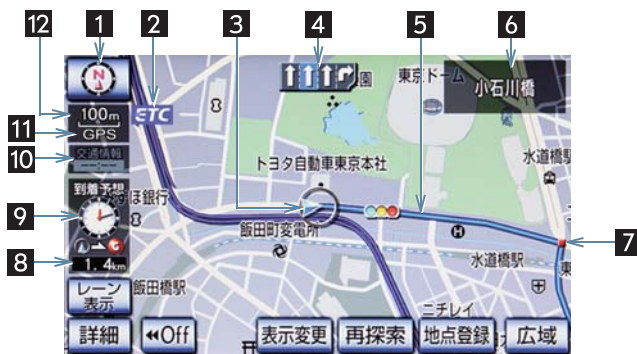 12 1 2 3 4 5 6
N
園
東京ドーム
小石川橋
100m
ETC
11
GPS
10
交通情報
--:--
トヨタ自動車東京本社
水道橋駅
到着予想
ほ銀行
9
飯田町変電所
H
7
8
1.4km
水道橋駅
東
レーン
表示
飯田橋駅
ニチレイ
詳細
◀◀Off
表示変更
再探索
地点登録
広域